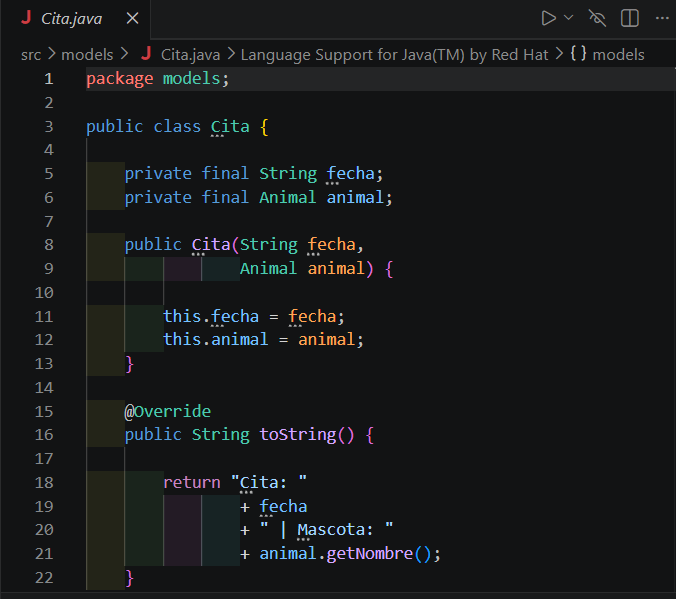 J Cita.java
src > models > J Cita.java > Language Support for Java(TM) by Red Hat > {} models
1 package models;
2
3 public class Cita {
4
5     private final String fecha;
6     private final Animal animal;
7
8     public Cita(String fecha,
9                 Animal animal) {
10
11         this.fecha = fecha;
12         this.animal = animal;
13     }
14
15     @Override
16     public String toString() {
17
18         return "Cita: "
19                 + fecha
20                 + " | Mascota: "
21                 + animal.getNombre();
22     }